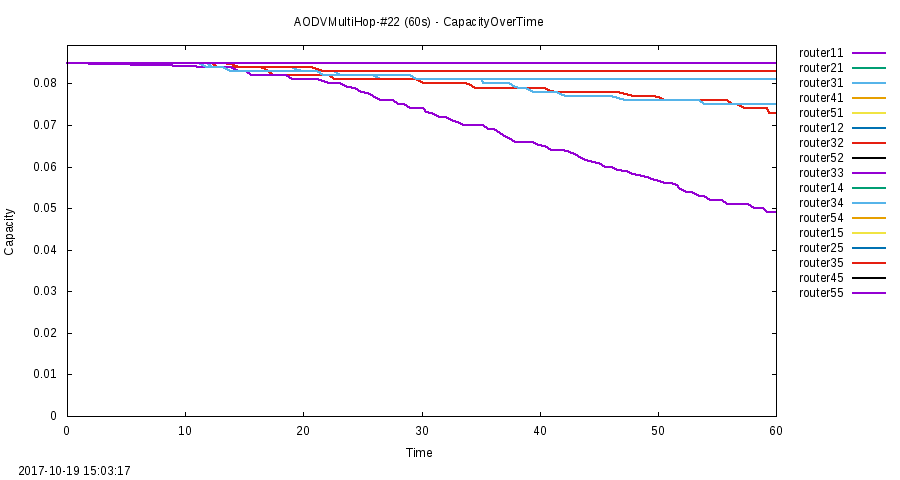 AODVMultiHop-#22 (60s) - CapacityOverTime
router11
router21
router31
router41
router51
router12
router32
router52
router33
router14
router34
router54
router15
router25
router35
router45
router55
0.08
0.07
0.06
0.05
0.04
0.03
0.02
0.01
0
Capacity
0 10 20 30 40 50 60
Time
2017-10-19 15:03:17